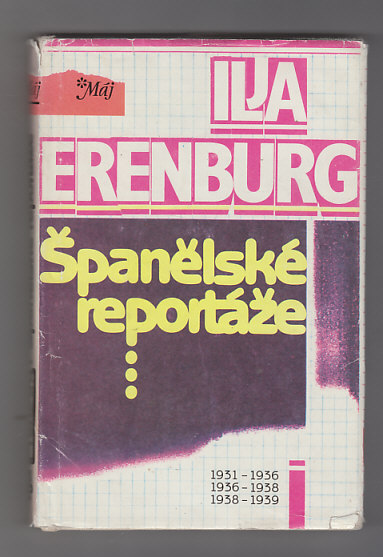 *Máj
ILJA
ERENBURG
Španělské
reportáže
1931-1936
1936-1938
1938-1939